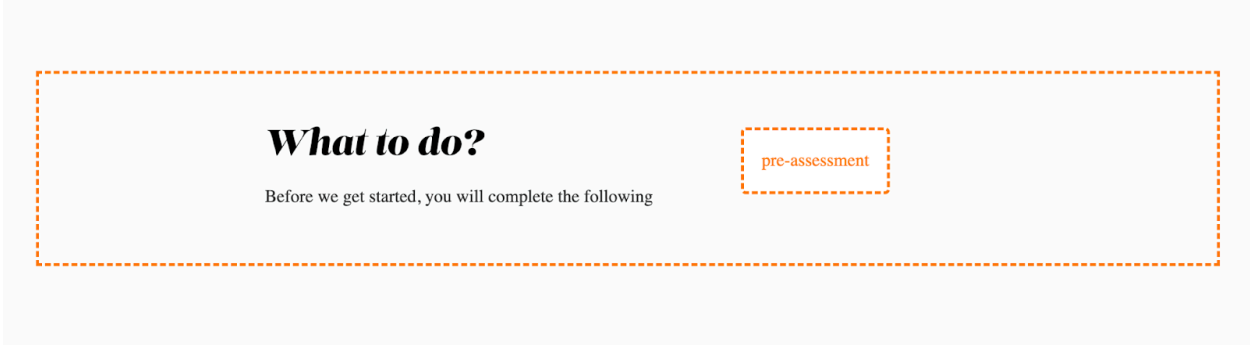 What to do?
Before we get started, you will complete the following
pre-assessment